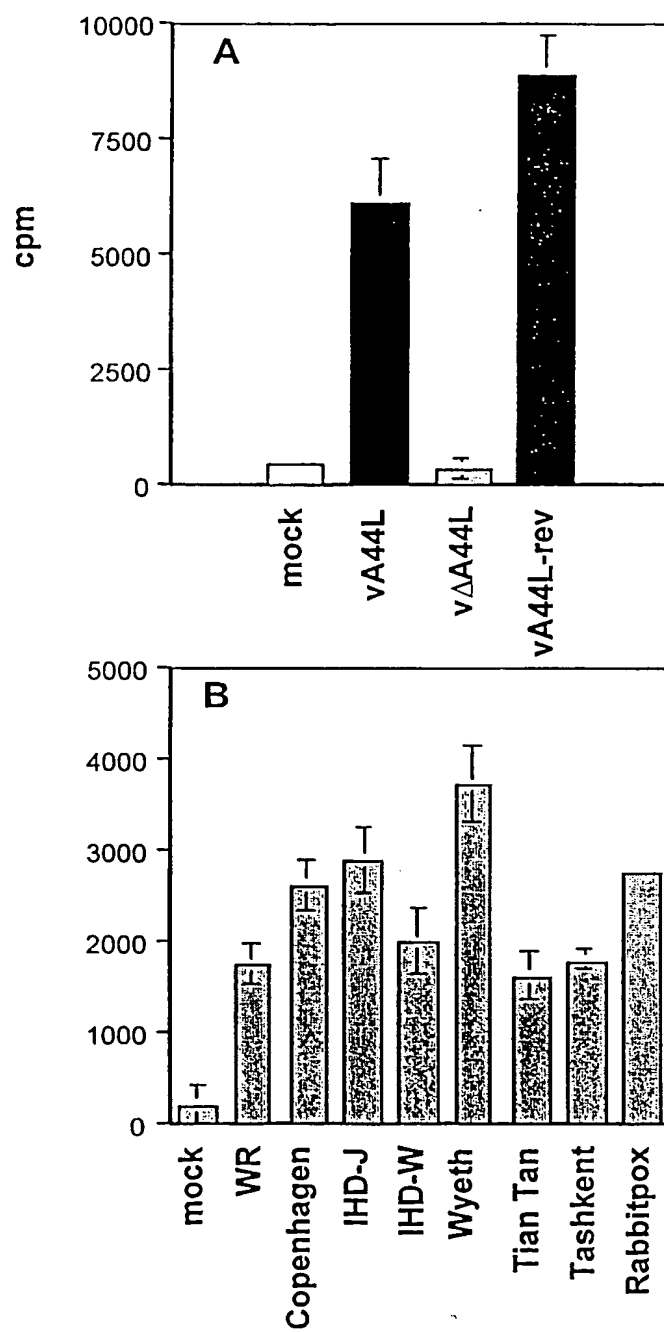 A
10000
7500
5000
2500
0
cpm
mock
vA44L
vΔA44L
vA44L-rev
B
5000
4000
3000
2000
1000
0
mock
WR
Copenhagen
IHD-J
IHD-W
Wyeth
Tian Tan
Tashkent
Rabbitpox